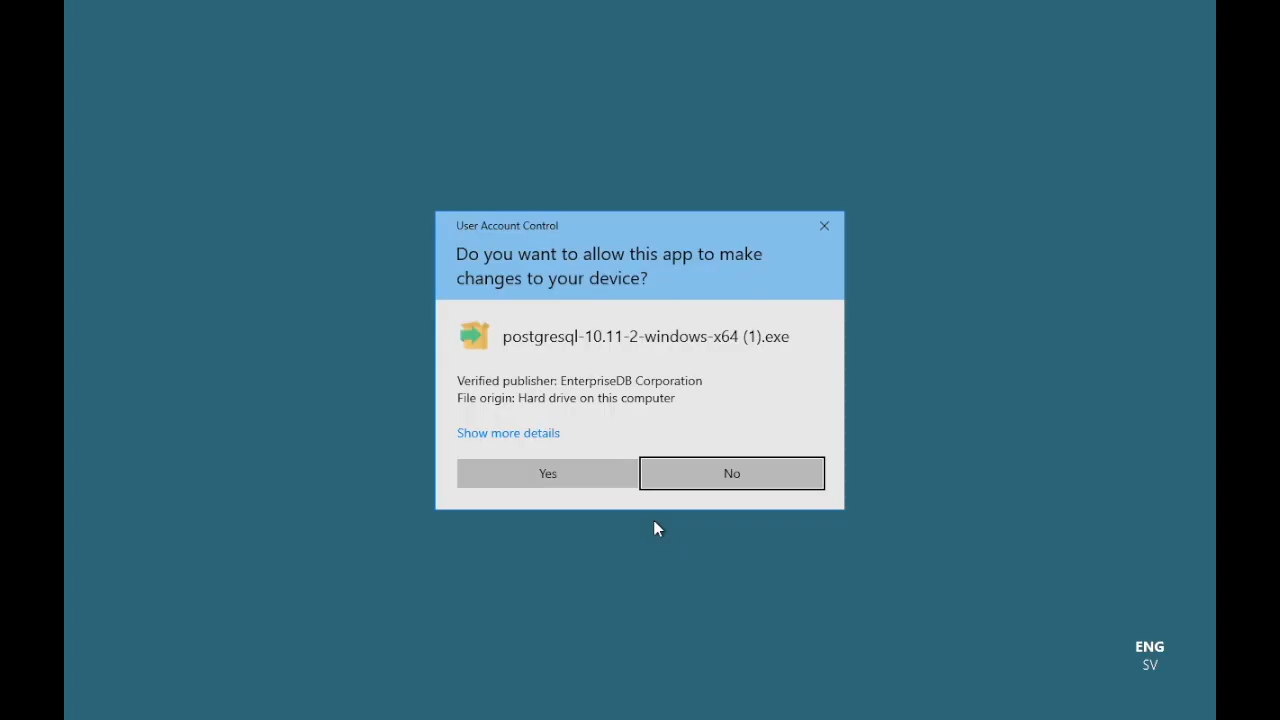 User Account Control
Do you want to allow this app to make
changes to your device?
postgresql-10.11-2-windows-x64 (1).exe
Verified publisher: EnterpriseDB Corporation
File origin: Hard drive on this computer
Show more details
Yes No
ENG
SV